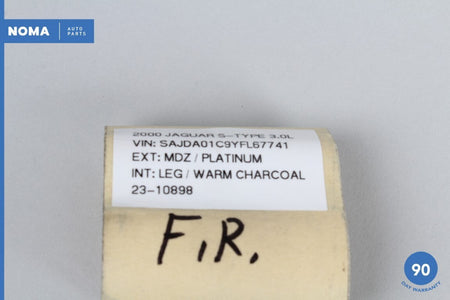 NOMA AUTO
PARTS
2000 JAGUAR S-TYPE 3.0L
VIN: SAJDA01C9YFL67741
EXT: MDZ / PLATINUM
INT: LEG / WARM CHARCOAL
23-10898
F.R.
90
DAY WARRANTY